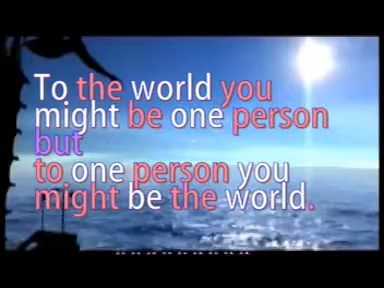 To the world you
might be one person
but
to one person you
might be the world.